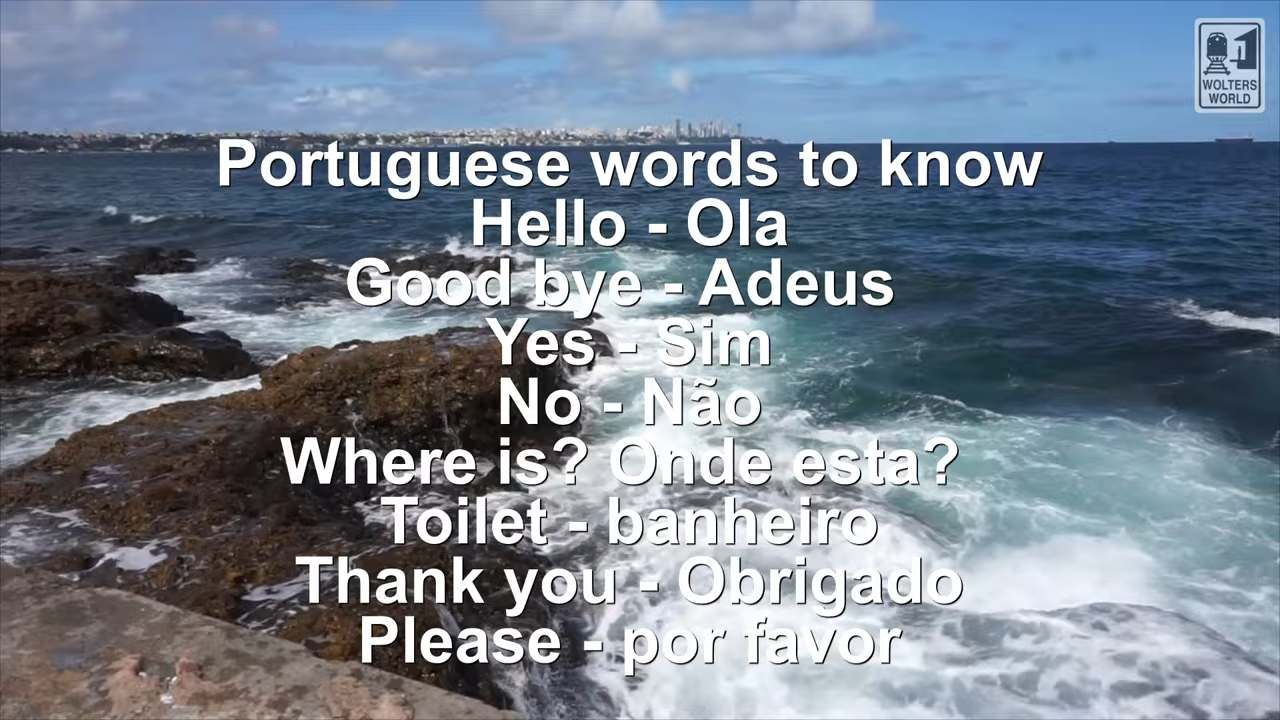 WOLTERS
WORLD
Portuguese words to know
Hello - Ola
Good bye - Adeus
Yes - Sim
No - Não
Where is? Onde esta?
Toilet - banheiro
Thank you - Obrigado
Please - por favor